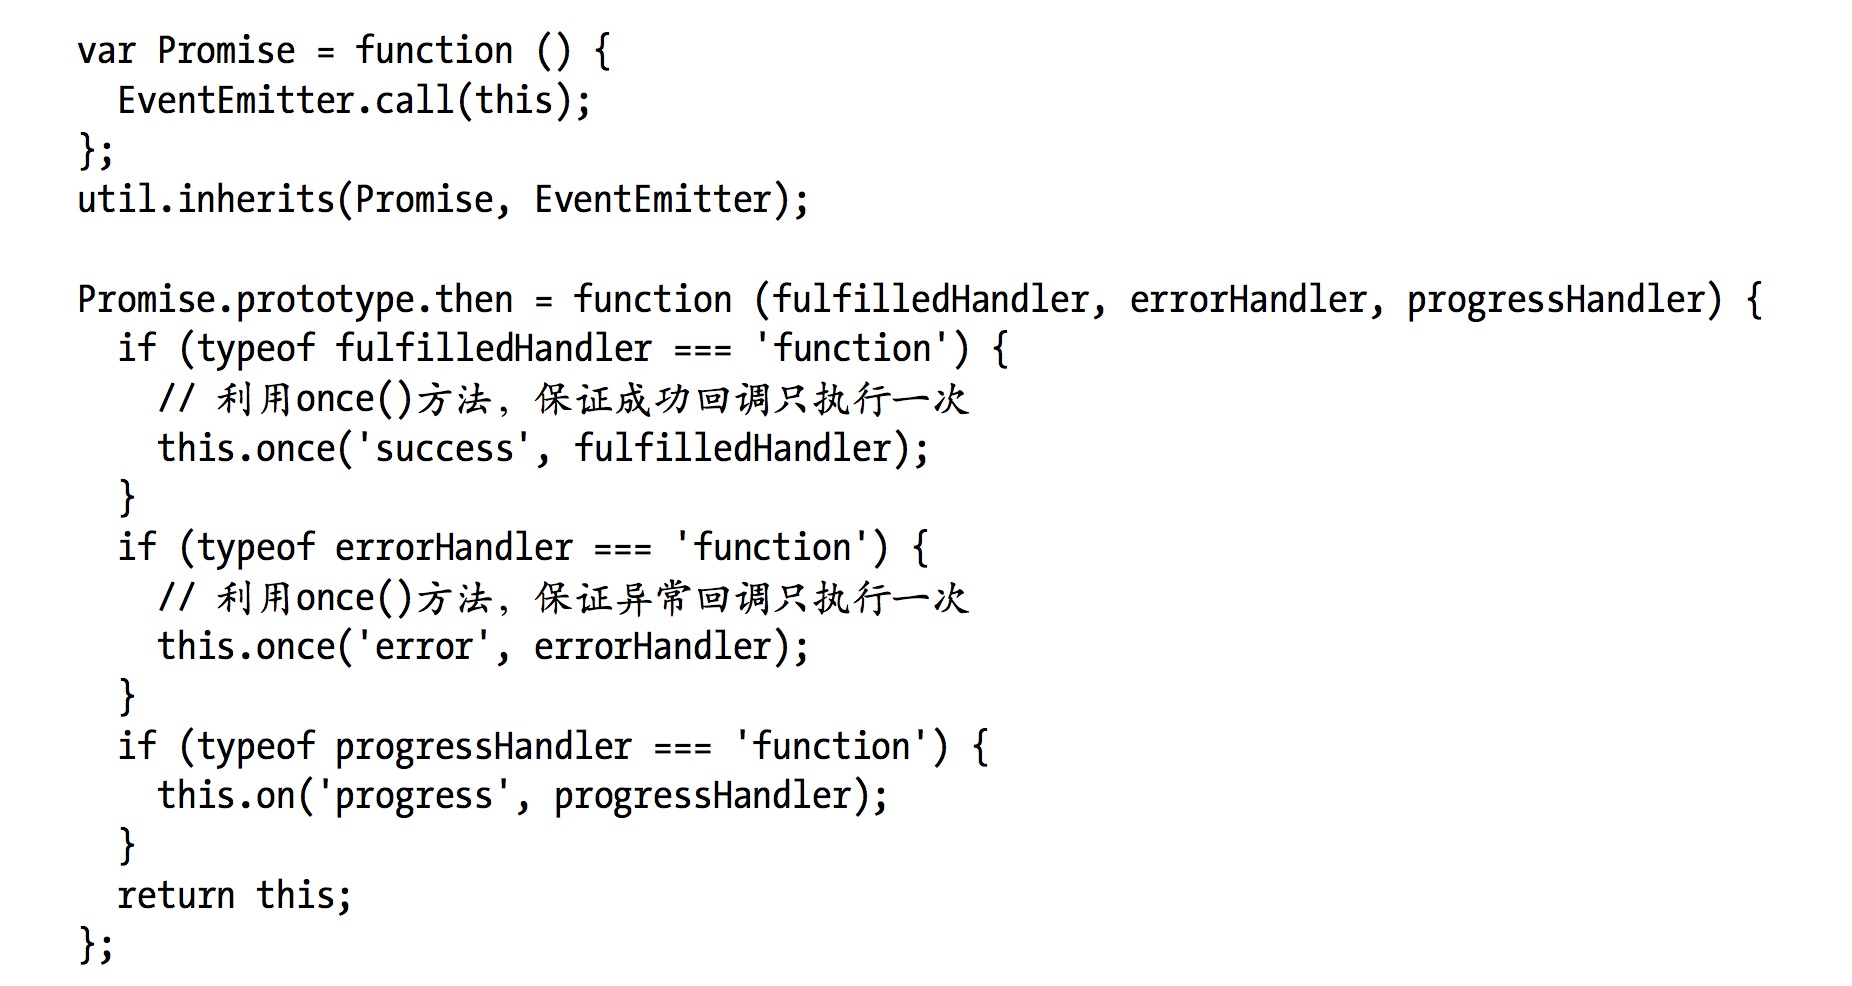 var Promise = function () {
  EventEmitter.call(this);
};
util.inherits(Promise, EventEmitter);

Promise.prototype.then = function (fulfilledHandler, errorHandler, progressHandler) {
  if (typeof fulfilledHandler === 'function') {
    // 利用once()方法，保证成功回调只执行一次
    this.once('success', fulfilledHandler);
  }
  if (typeof errorHandler === 'function') {
    // 利用once()方法，保证异常回调只执行一次
    this.once('error', errorHandler);
  }
  if (typeof progressHandler === 'function') {
    this.on('progress', progressHandler);
  }
  return this;
};